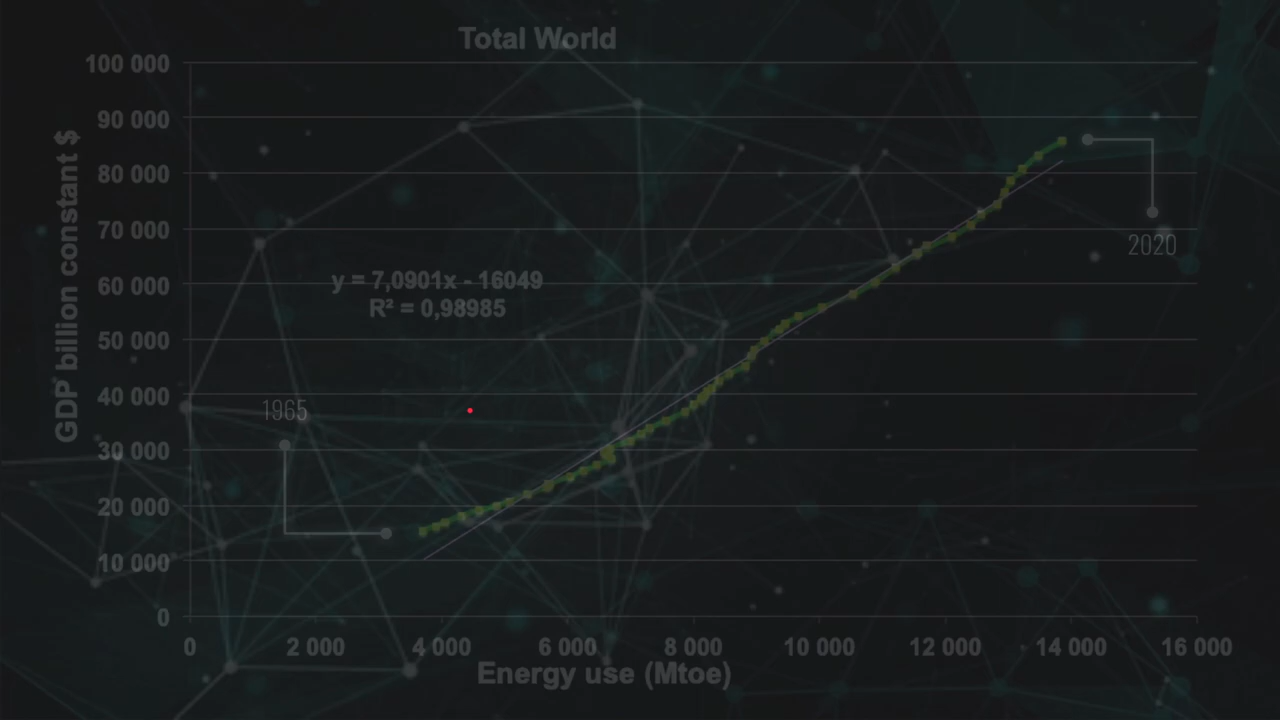 Total World
100 000
90 000
80 000
70 000
60 000
50 000
40 000
30 000
20 000
10 000
0
GDP billion constant $
y = 7,0901x - 16049
R² = 0,98985
1965
2020
0 2 000 4 000 6 000 8 000 10 000 12 000 14 000 16 000
Energy use (Mtoe)